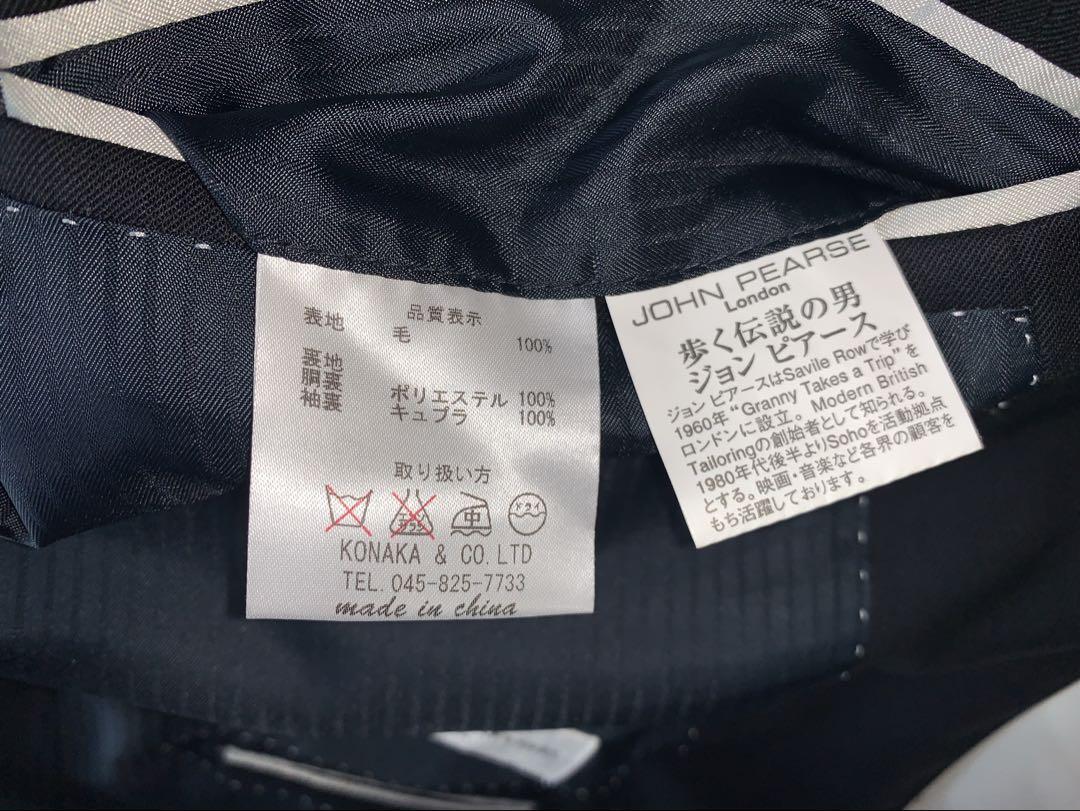 品質表示
表地 毛 100%
裏地
胴裏 ポリエステル 100%
袖裏 キュプラ 100%
取り扱い方
中 ドライ
KONAKA & CO. LTD
TEL. 045-825-7733
made in china
JOHN PEARSE
London
歩く伝説の男
ジョン ピアース
ジョン ピアースはSavile Rowで学び
1960年 “Granny Takes a Trip” を
ロンドンに設立。Modern British
Tailoringの創始者として知られる。
1980年代後半よりSohoを活動拠点
とする。映画・音楽など各界の顧客を
もち活躍しております。